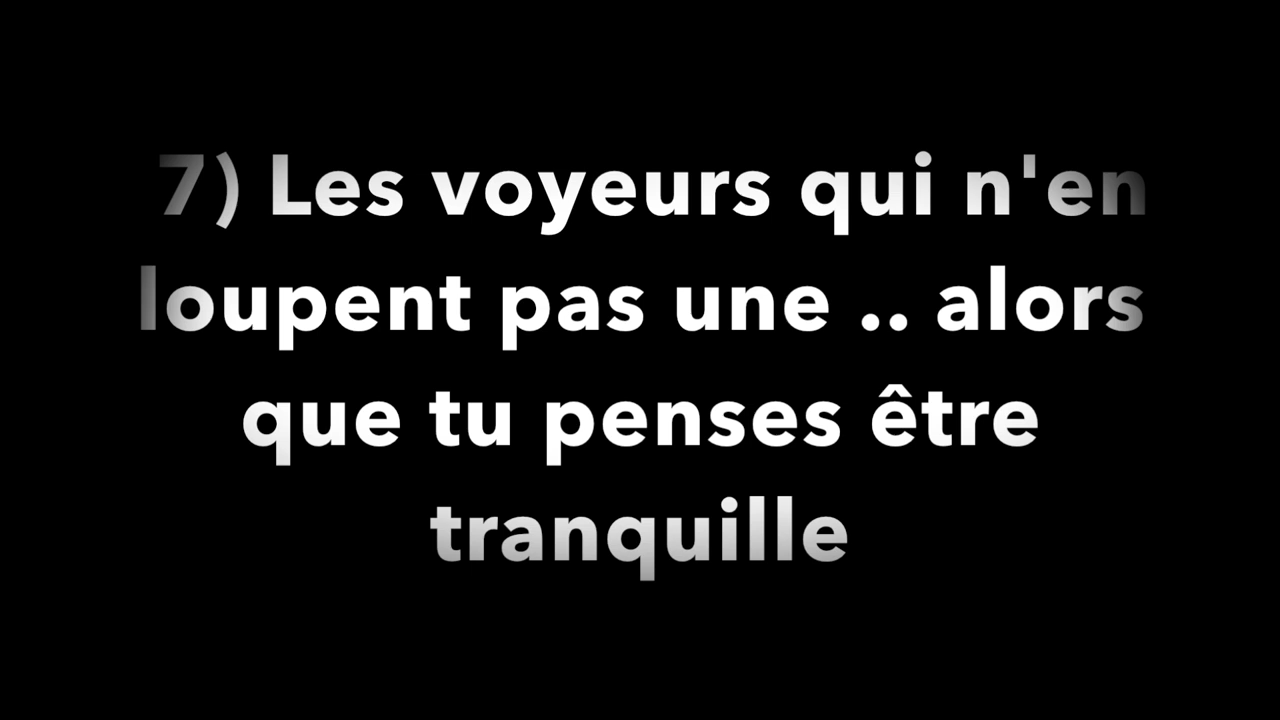 7) Les voyeurs qui n'en
loupent pas une .. alors
que tu penses être
tranquille